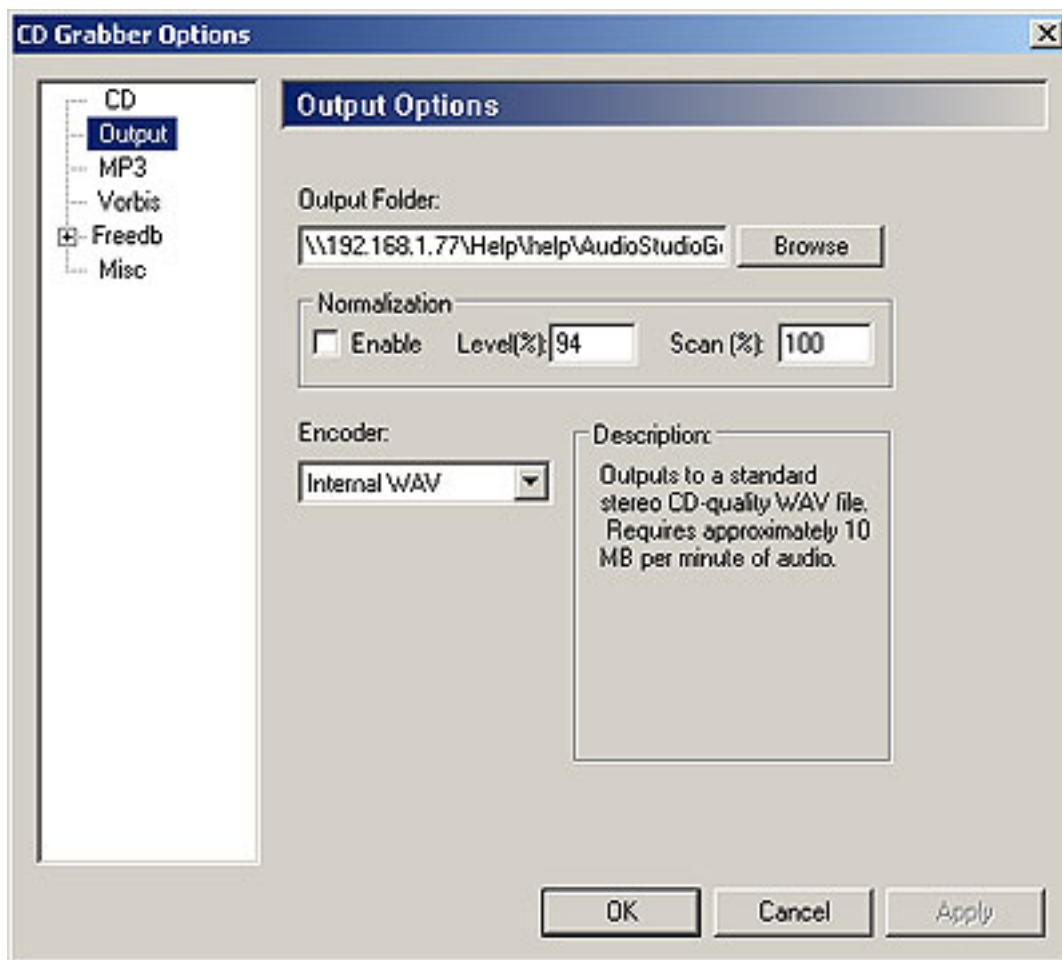 CD Grabber Options
CD
Output
MP3
Vorbis
Freedb
Misc
Output Options
Output Folder:
\\192.168.1.77\Help\help\AudioStudioG
Browse
Normalization
Enable Level(%): 94 Scan (%): 100
Encoder:
Internal WAV
Description:
Outputs to a standard
stereo CD-quality WAV file.
Requires approximately 10
MB per minute of audio.
OK Cancel Apply